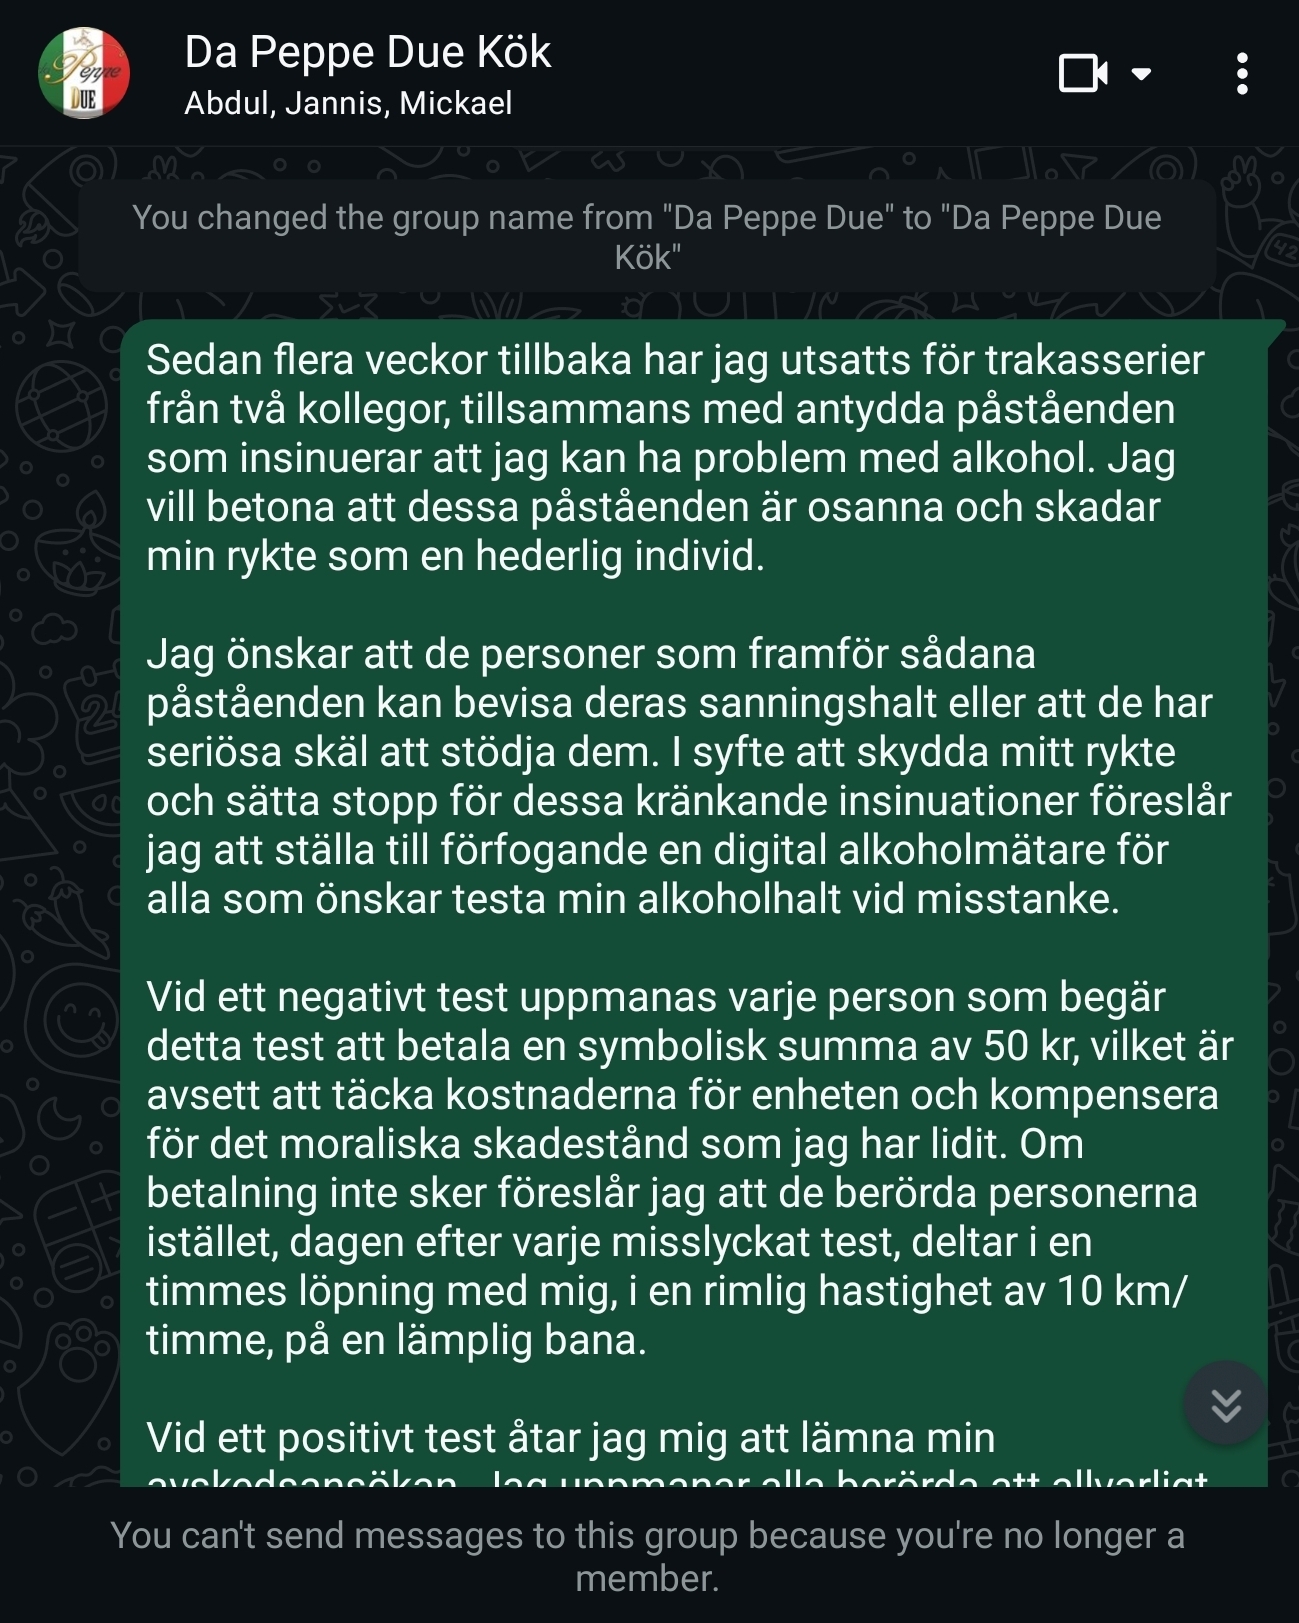 Peppe
DUE
Da Peppe Due Kök
Abdul, Jannis, Mickael
You changed the group name from "Da Peppe Due" to "Da Peppe Due
Kök"
Sedan flera veckor tillbaka har jag utsatts för trakasserier
från två kollegor, tillsammans med antydda påståenden
som insinuerar att jag kan ha problem med alkohol. Jag
vill betona att dessa påståenden är osanna och skadar
min rykte som en hederlig individ.
Jag önskar att de personer som framför sådana
påståenden kan bevisa deras sanningshalt eller att de har
seriösa skäl att stödja dem. I syfte att skydda mitt rykte
och sätta stopp för dessa kränkande insinuationer föreslår
jag att ställa till förfogande en digital alkoholmätare för
alla som önskar testa min alkoholhalt vid misstanke.
Vid ett negativt test uppmanas varje person som begär
detta test att betala en symbolisk summa av 50 kr, vilket är
avsett att täcka kostnaderna för enheten och kompensera
för det moraliska skadestånd som jag har lidit. Om
betalning inte sker föreslår jag att de berörda personerna
istället, dagen efter varje misslyckat test, deltar i en
timmes löpning med mig, i en rimlig hastighet av 10 km/
timme, på en lämplig bana.
Vid ett positivt test åtar jag mig att lämna min
avskedsansökan. Jag uppmanar alla berörda att allvarligt
You can't send messages to this group because you're no longer a
member.